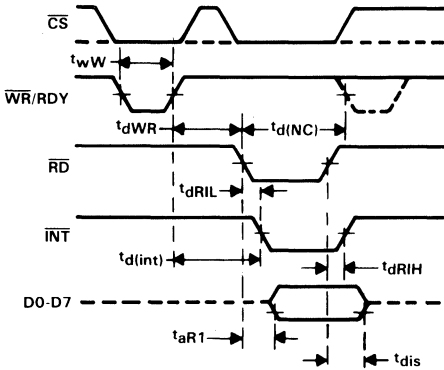 CS
twW
WR/RDY
tdWR
td(NC)
RD
tdRIL
INT
td(int)
tdRIH
D0-D7
taR1
tdis